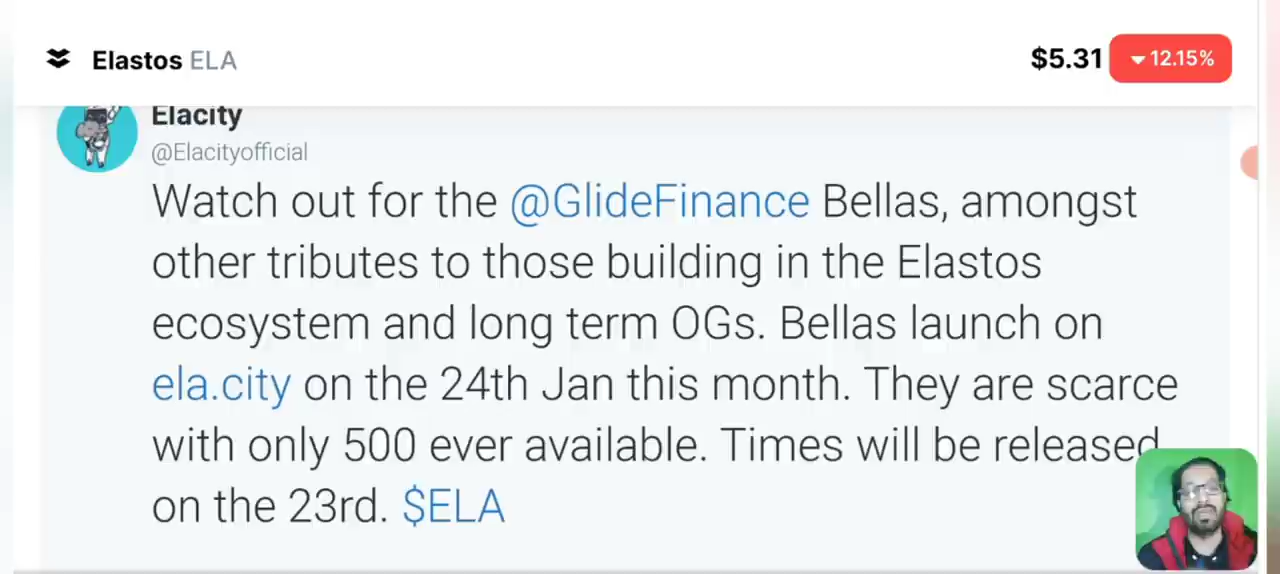 Elastos ELA
$5.31
12.15%
Elacity
@Elacityofficial
Watch out for the @GlideFinance Bellas, amongst
other tributes to those building in the Elastos
ecosystem and long term OGs. Bellas launch on
ela.city on the 24th Jan this month. They are scarce
with only 500 ever available. Times will be released
on the 23rd. $ELA